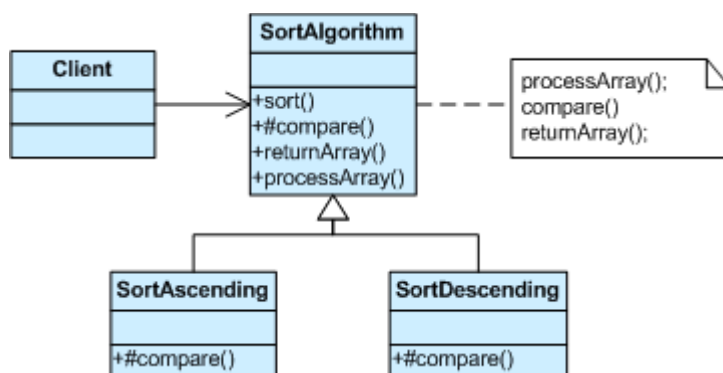 SortAlgorithm
Client
+sort()
+#compare()
+returnArray()
+processArray()
processArray();
compare()
returnArray();
SortAscending
SortDescending
+#compare()
+#compare()